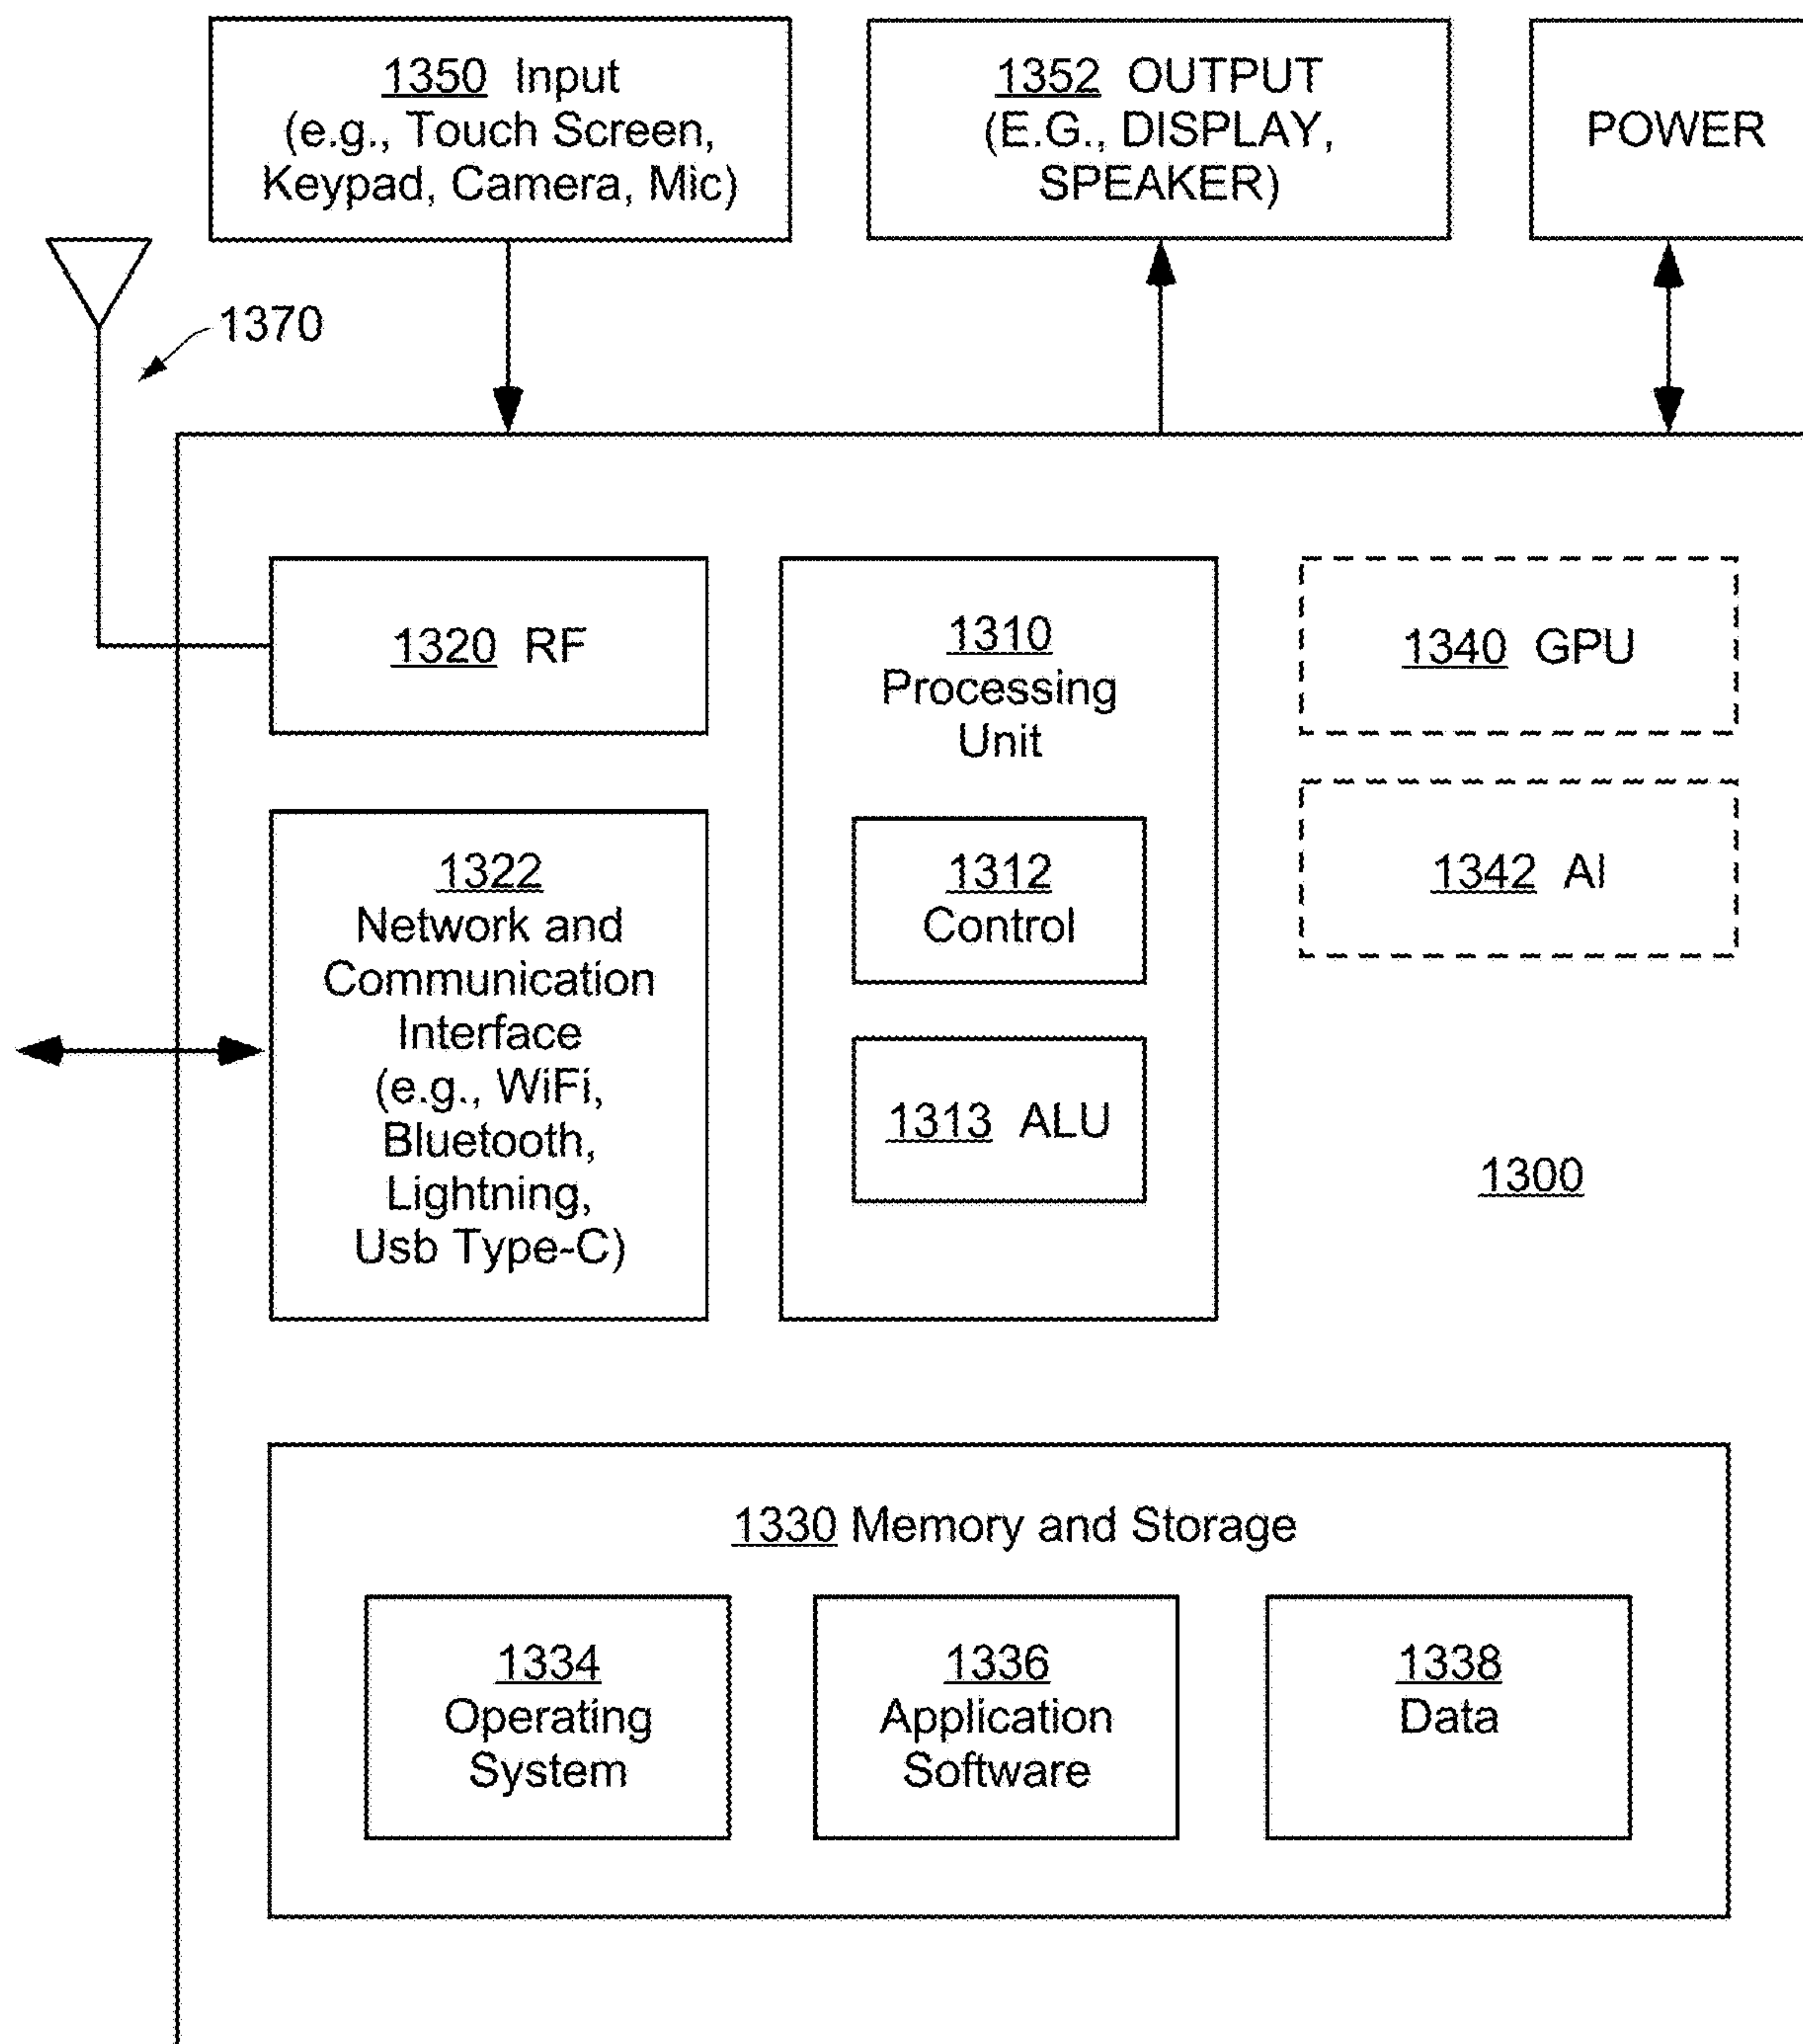 1350 Input
(e.g., Touch Screen,
Keypad, Camera, Mic)
1352 OUTPUT
(E.G., DISPLAY,
SPEAKER)
POWER
1370
1320 RF
1310
Processing
Unit
1340 GPU
1342 AI
1322
Network and
Communication
Interface
(e.g., WiFi,
Bluetooth,
Lightning,
Usb Type-C)
1312
Control
1313 ALU
1300
1330 Memory and Storage
1334
Operating
System
1336
Application
Software
1338
Data